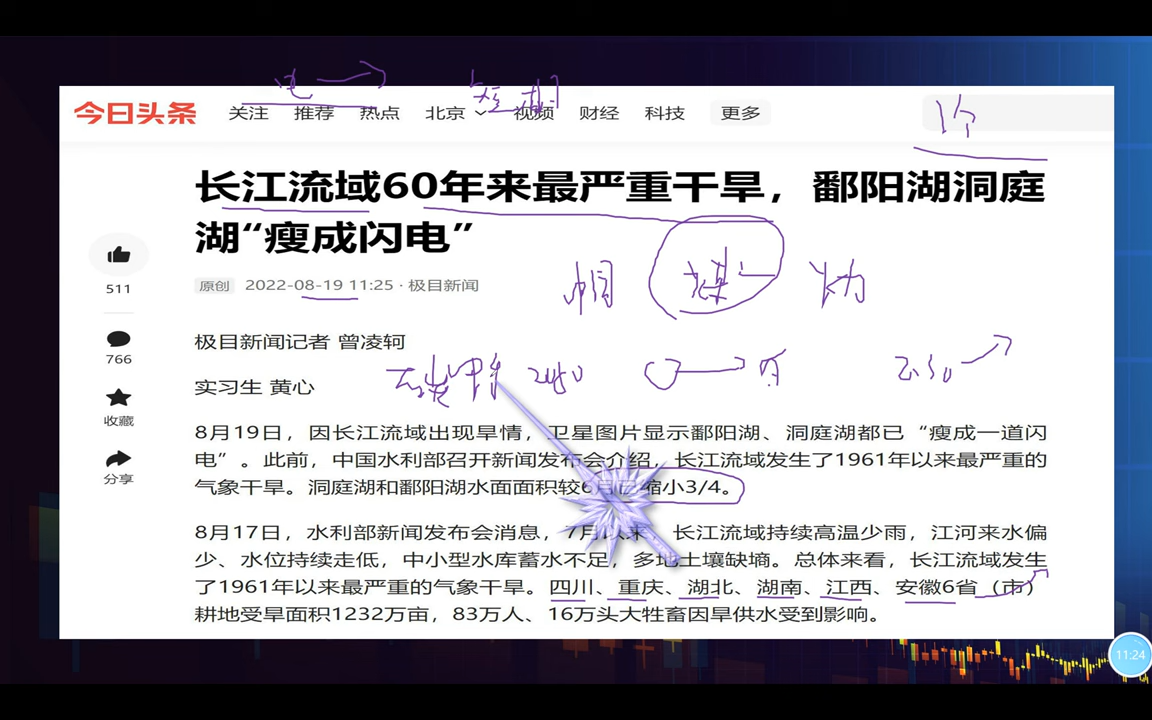 今日头条 关注 推荐 热点 北京 视频 财经 科技 更多
长江流域60年来最严重干旱，鄱阳湖洞庭
湖“瘦成闪电”
511
原创 2022-08-19 11:25 · 极目新闻
煤
766
极目新闻记者 曾凌轲
实习生 黄心
收藏
8月19日，因长江流域出现旱情，卫星图片显示鄱阳湖、洞庭湖都已“瘦成一道闪
电”。此前，中国水利部召开新闻发布会介绍，长江流域发生了1961年以来最严重的
气象干旱。洞庭湖和鄱阳湖水面面积较6月已缩小3/4。
分享
8月17日，水利部新闻发布会消息，7月以来，长江流域持续高温少雨，江河来水偏
少、水位持续走低，中小型水库蓄水不足，多地土壤缺墒。总体来看，长江流域发生
了1961年以来最严重的气象干旱。四川、重庆、湖北、湖南、江西、安徽6省（市）
耕地受旱面积1232万亩，83万人、16万头大牲畜因旱供水受到影响。
11:24